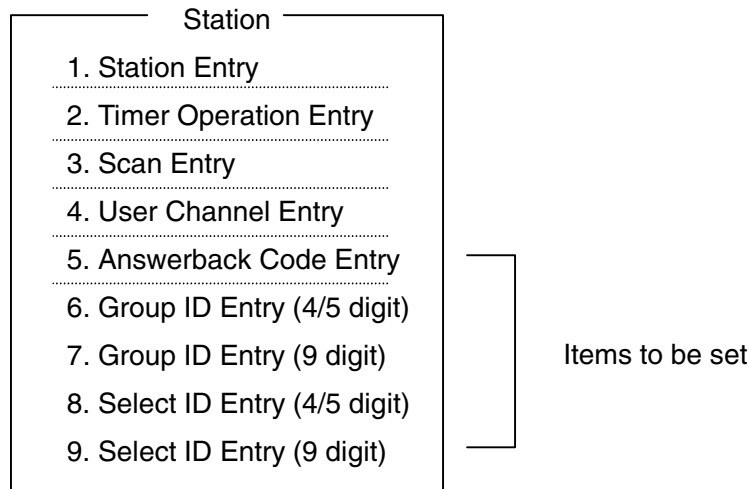 Station
1. Station Entry
2. Timer Operation Entry
3. Scan Entry
4. User Channel Entry
5. Answerback Code Entry
6. Group ID Entry (4/5 digit)
7. Group ID Entry (9 digit)
8. Select ID Entry (4/5 digit)
9. Select ID Entry (9 digit)
Items to be set